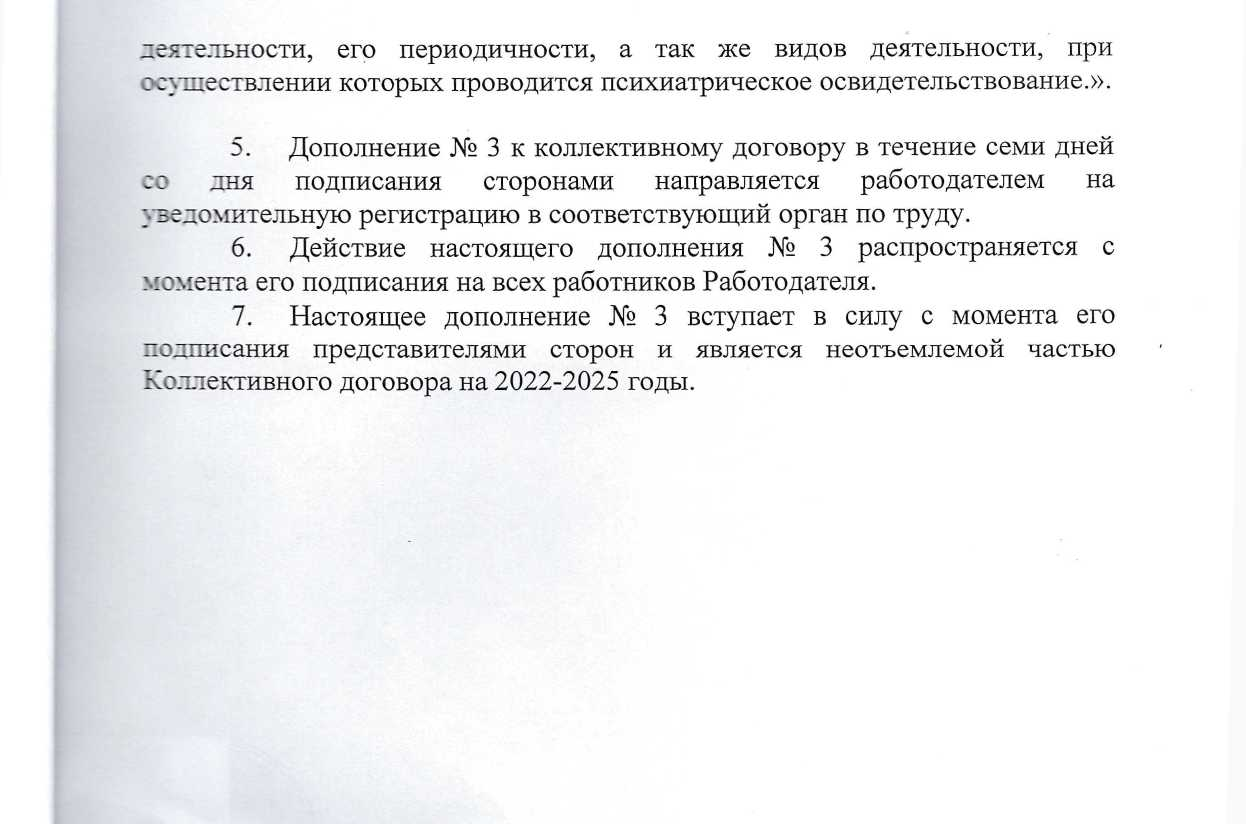 деятельности, его периодичности, а так же видов деятельности, при
осуществлении которых проводится психиатрическое освидетельствование.».
5. Дополнение № 3 к коллективному договору в течение семи дней
со дня подписания сторонами направляется работодателем на
уведомительную регистрацию в соответствующий орган по труду.
6. Действие настоящего дополнения № 3 распространяется с
момента его подписания на всех работников Работодателя.
7. Настоящее дополнение № 3 вступает в силу с момента его
подписания представителями сторон и является неотъемлемой частью
Коллективного договора на 2022-2025 годы.